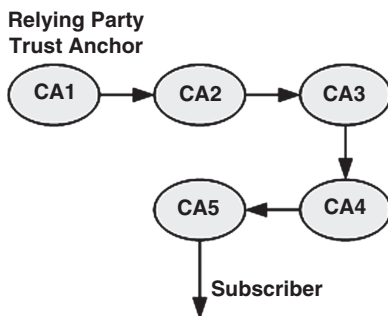 Relying Party
Trust Anchor
CA1
CA2
CA3
CA5
CA4
Subscriber